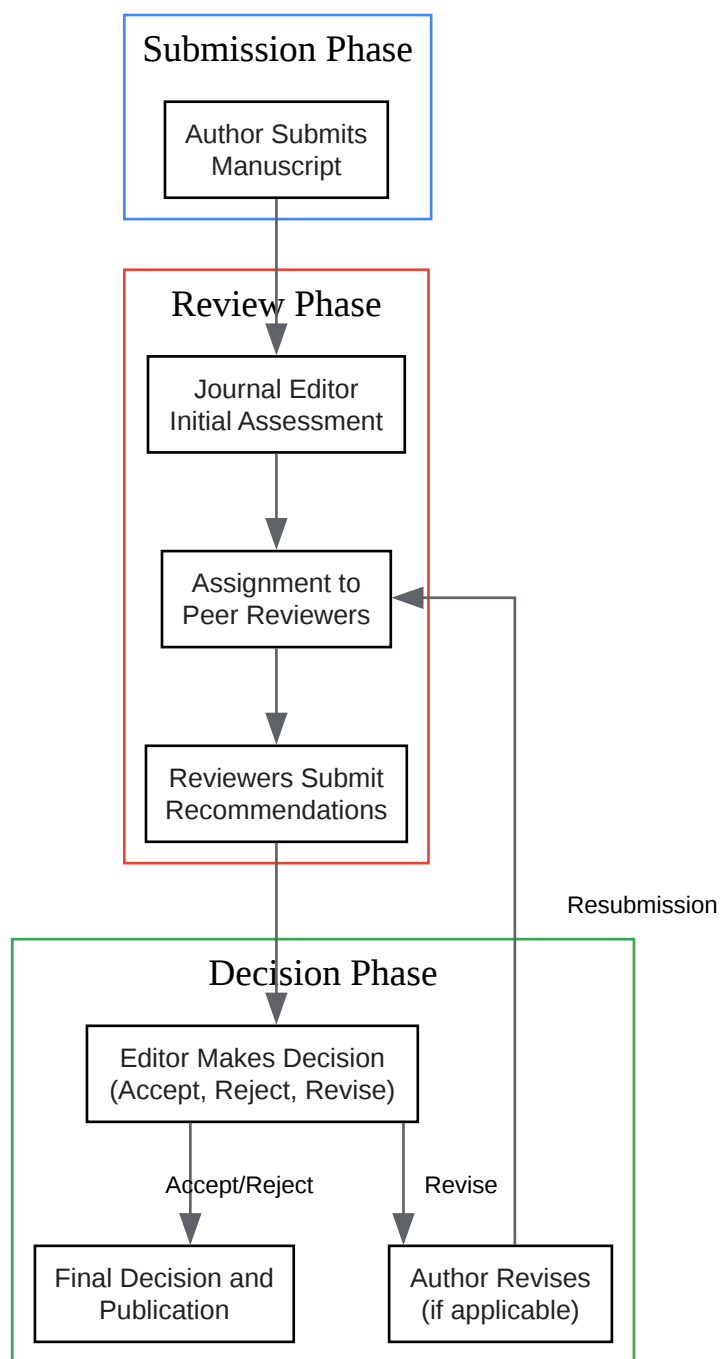 Submission Phase
Author Submits
Manuscript
Review Phase
Journal Editor
Initial Assessment
Assignment to
Peer Reviewers
Reviewers Submit
Recommendations
Resubmission
Decision Phase
Editor Makes Decision
(Accept, Reject, Revise)
Accept/Reject
Revise
Final Decision and
Publication
Author Revises
(if applicable)